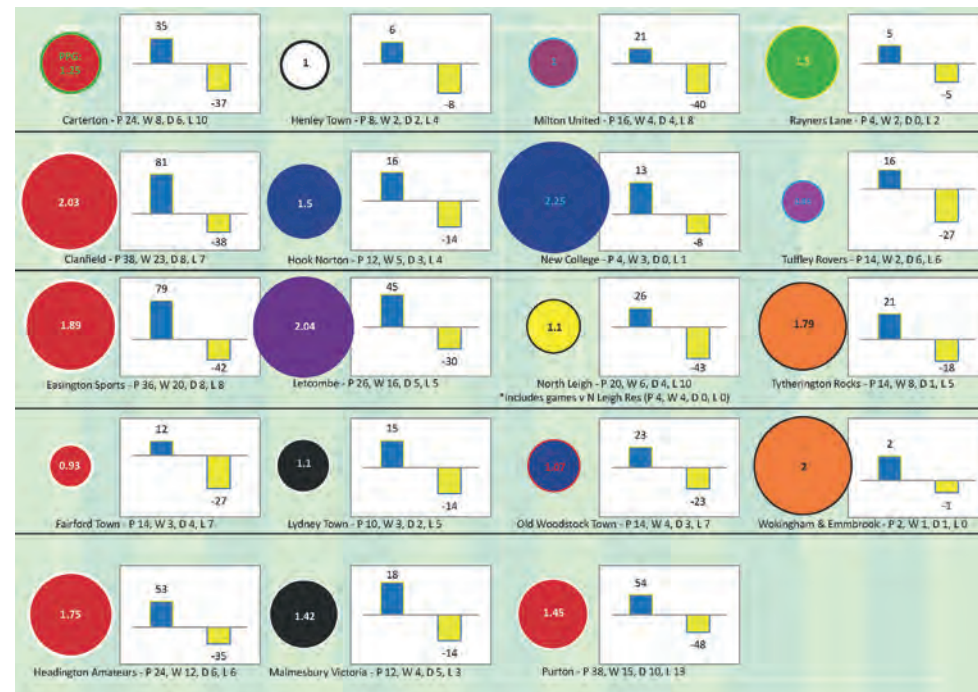 PPG:
1.25
35
-37
Carterton - P 24, W 8, D 6, L 10
1
6
-8
Henley Town - P 8, W 2, D 2, L 4
1
21
-40
Milton United - P 16, W 4, D 4, L 8
1.5
5
-5
Rayners Lane - P 4, W 2, D 0, L 2
2.03
81
-38
Clanfield - P 38, W 23, D 8, L 7
1.5
16
-14
Hook Norton - P 12, W 5, D 3, L 4
2.25
13
-8
New College - P 4, W 3, D 0, L 1
16
-27
Tuffley Rovers - P 14, W 2, D 6, L 6
1.89
79
-42
Easington Sports - P 36, W 20, D 8, L 8
2.04
45
-30
Letcombe - P 26, W 16, D 5, L 5
1.1
26
-43
North Leigh - P 20, W 6, D 4, L 10
*includes games v N Leigh Res (P 4, W 4, D 0, L 0)
1.79
21
-18
Tytherington Rocks - P 14, W 8, D 1, L 5
0.93
12
-27
Fairford Town - P 14, W 3, D 4, L 7
1.1
15
-14
Lydney Town - P 10, W 3, D 2, L 5
1.07
23
-23
Old Woodstock Town - P 14, W 4, D 3, L 7
2
2
-1
Wokingham & Emmbrook - P 2, W 1, D 1, L 0
1.75
53
-35
Headington Amateurs - P 24, W 12, D 6, L 6
1.42
18
-14
Malmesbury Victoria - P 12, W 4, D 5, L 3
1.45
54
-48
Purton - P 38, W 15, D 10, L 13